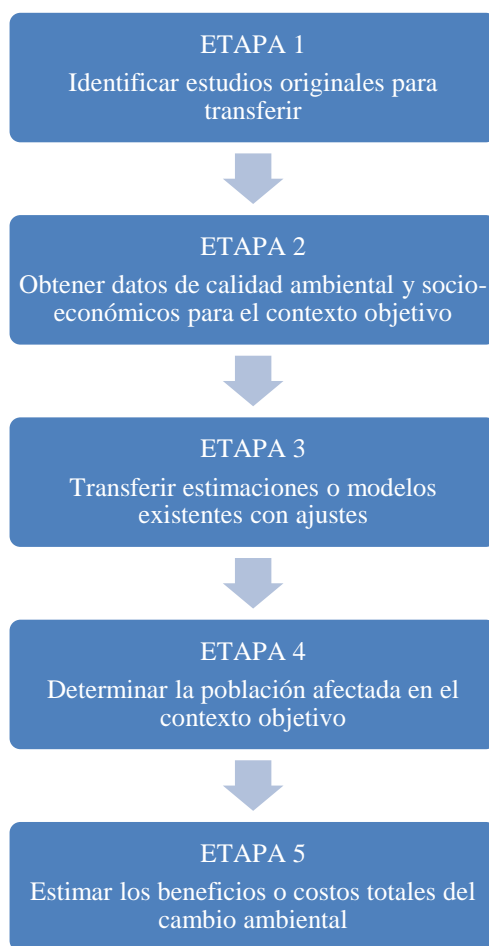 ETAPA 1
Identificar estudios originales para
transferir
ETAPA 2
Obtener datos de calidad ambiental y socio-
económicos para el contexto objetivo
ETAPA 3
Transferir estimaciones o modelos
existentes con ajustes
ETAPA 4
Determinar la población afectada en el
contexto objetivo
ETAPA 5
Estimar los beneficios o costos totales del
cambio ambiental